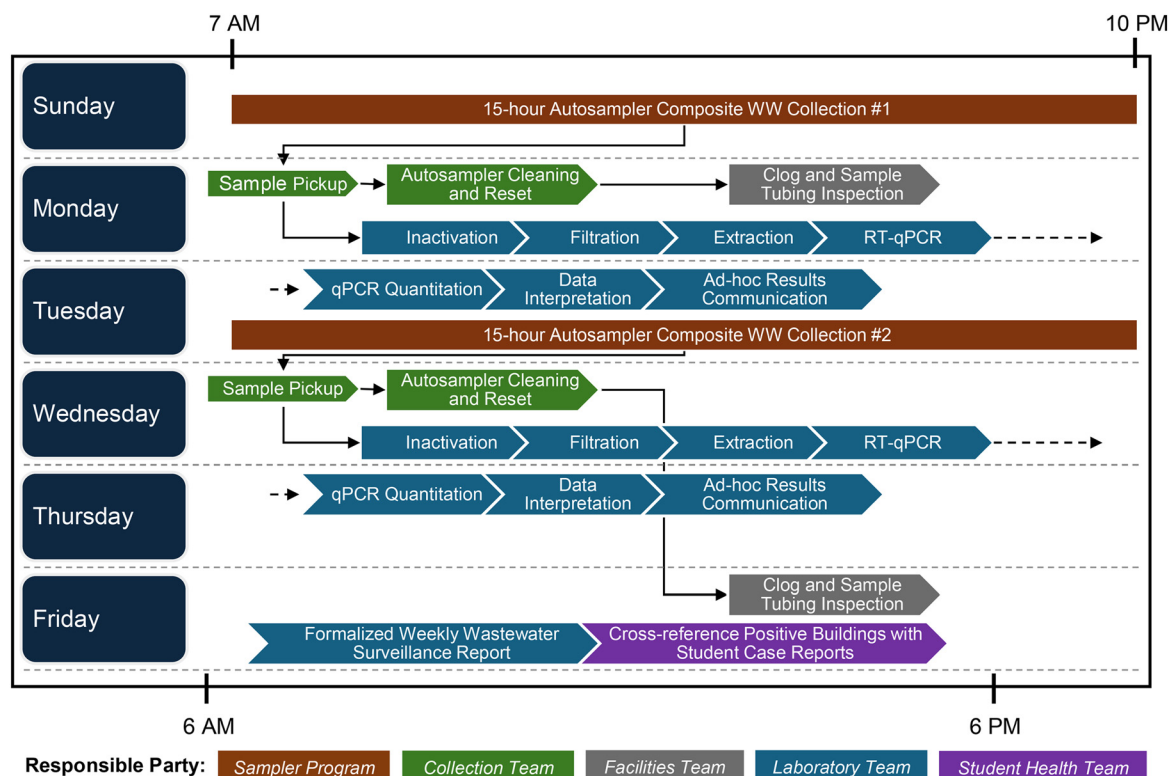 7 AM
10 PM
Sunday
15-hour Autosampler Composite WW Collection #1
Monday
Sample Pickup
Autosampler Cleaning
and Reset
Clog and Sample
Tubing Inspection
Inactivation
Filtration
Extraction
RT-qPCR
Tuesday
qPCR Quantitation
Data
Interpretation
Ad-hoc Results
Communication
15-hour Autosampler Composite WW Collection #2
Wednesday
Sample Pickup
Autosampler Cleaning
and Reset
Inactivation
Filtration
Extraction
RT-qPCR
Thursday
qPCR Quantitation
Data
Interpretation
Ad-hoc Results
Communication
Friday
Clog and Sample
Tubing Inspection
Formalized Weekly Wastewater
Surveillance Report
Cross-reference Positive Buildings with
Student Case Reports
6 AM
6 PM
Responsible Party:
Sampler Program
Collection Team
Facilities Team
Laboratory Team
Student Health Team